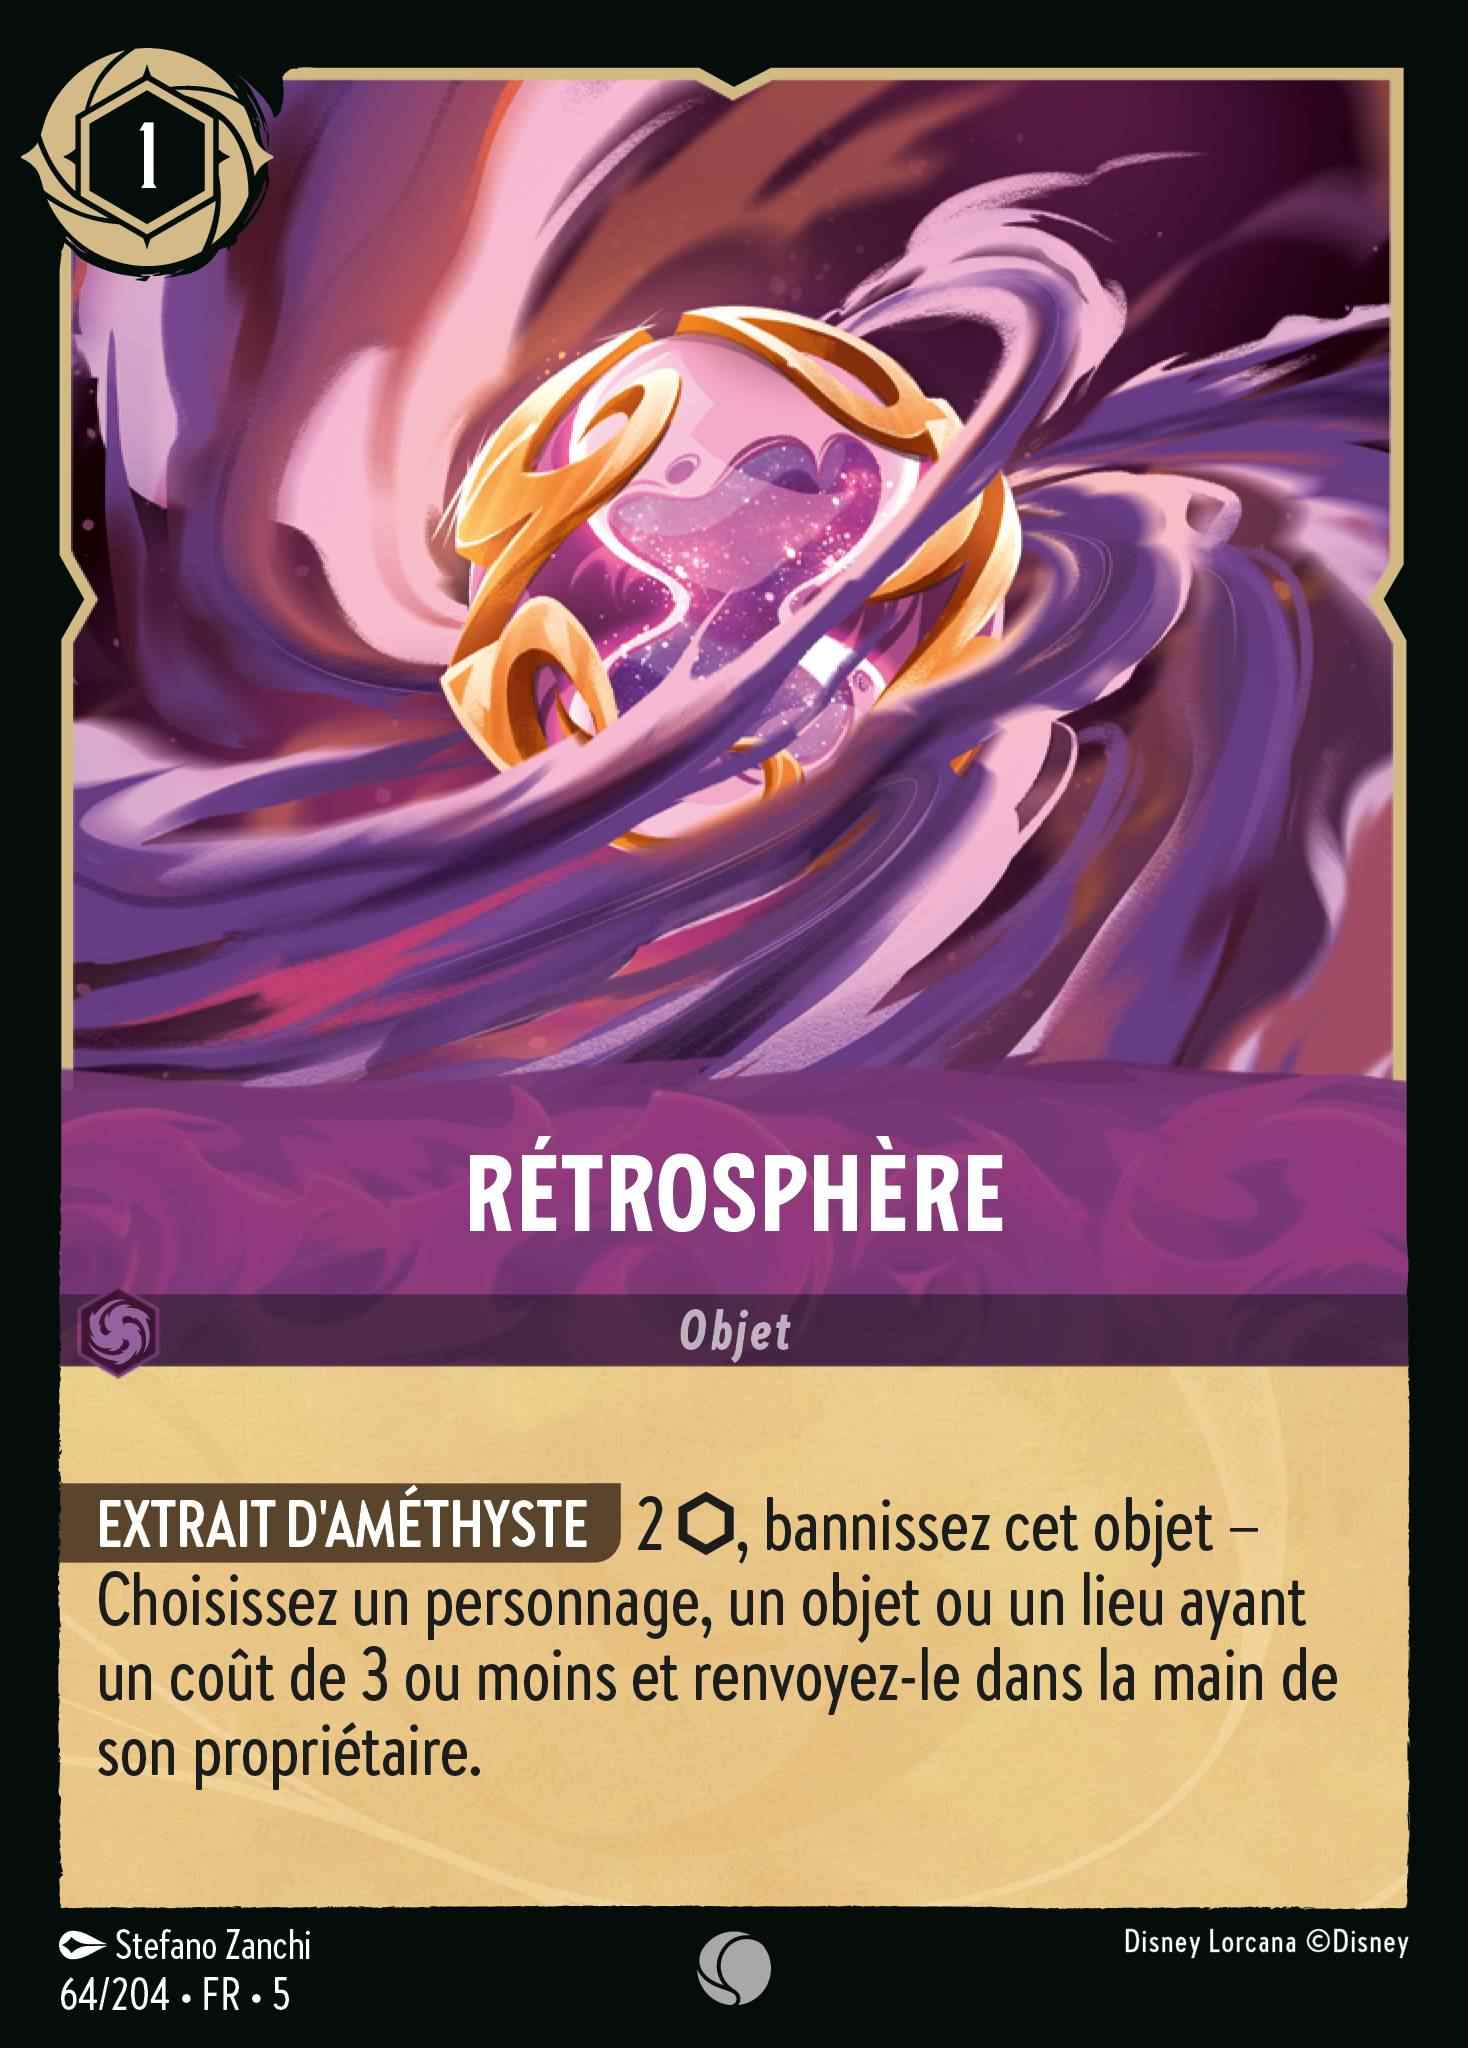 1
RÉTROSPHÈRE
Objet
EXTRAIT D'AMÉTHYSTE 2 ⬡, bannissez cet objet –
Choisissez un personnage, un objet ou un lieu ayant
un coût de 3 ou moins et renvoyez-le dans la main de
son propriétaire.
Stefano Zanchi
Disney Lorcana ©Disney
64/204 • FR • 5